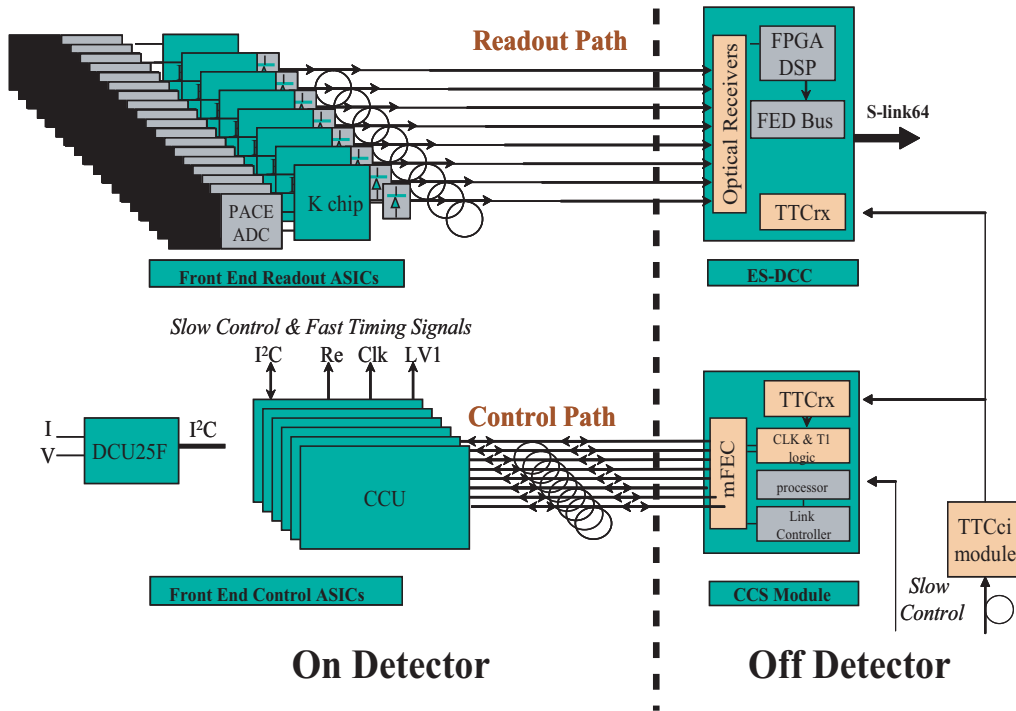 Readout Path
PACE
ADC
K chip
Front End Readout ASICs
Optical Receivers
FPGA
DSP
FED Bus
TTCrx
S-link64
ES-DCC
Slow Control & Fast Timing Signals
I²C Re Clk LV1
I
V
DCU25F
I²C
CCU
Control Path
Front End Control ASICs
mFEC
TTCrx
CLK & T1
logic
processor
Link
Controller
CCS Module
TTCci
module
Slow
Control
On Detector
Off Detector